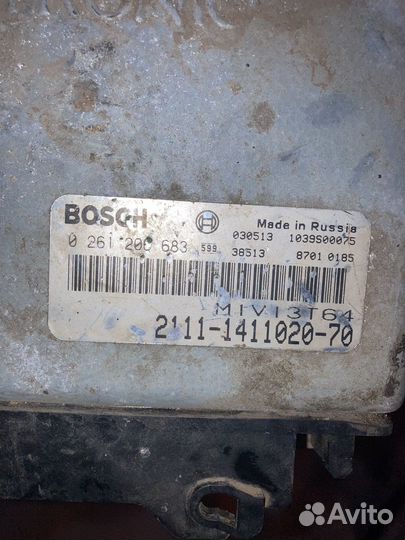 BOSCH
Made in Russia
0 261 206 683 599 030513 1039S00075
38513 8701 0185
M1V13T64
2111-1411020-70
Avito